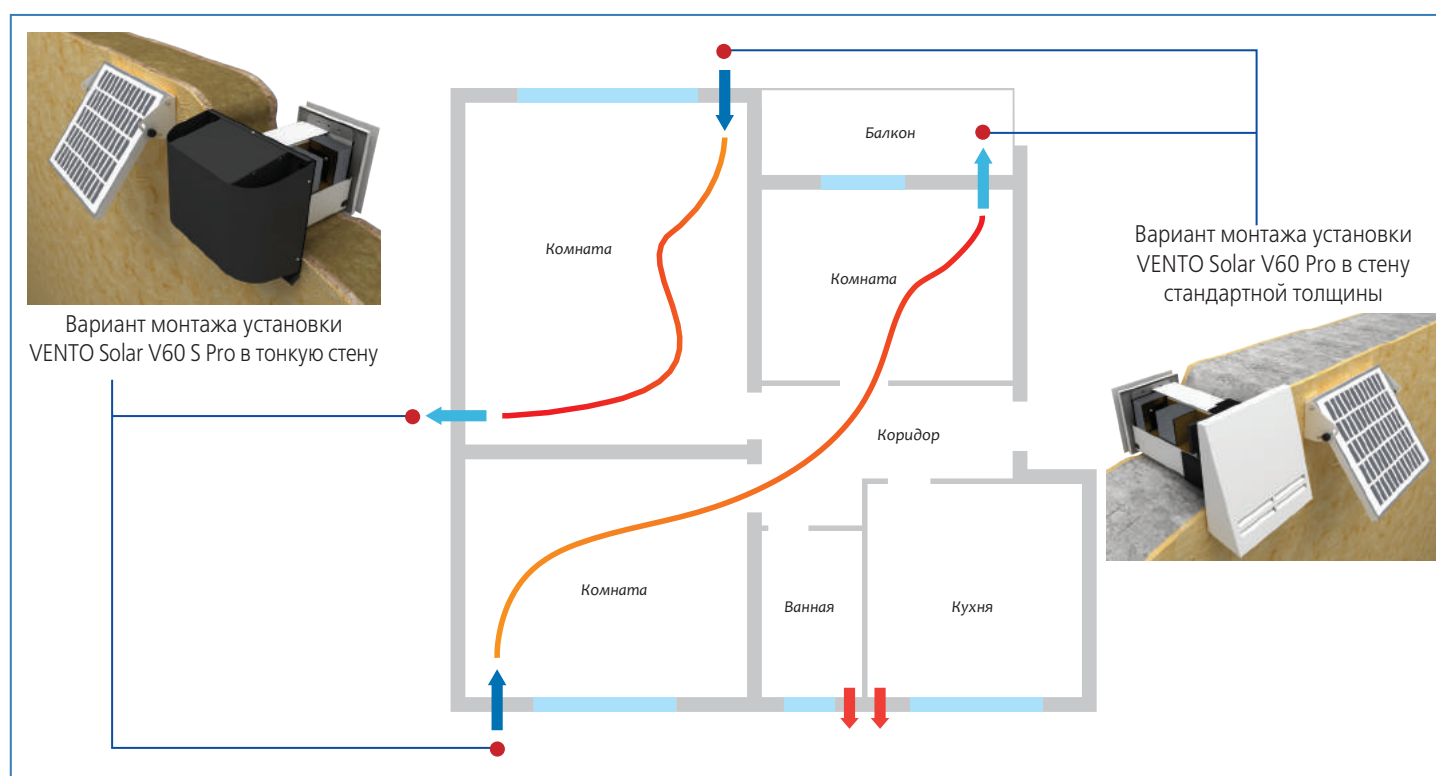 Балкон
Комната
Комната
Вариант монтажа установки
VENTO Solar V60 Pro в стену
стандартной толщины
Вариант монтажа установки
VENTO Solar V60 S Pro в тонкую стену
Коридор
Комната
Ванная
Кухня